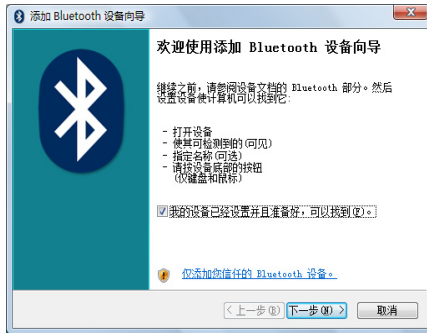 添加 Bluetooth 设备向导
欢迎使用添加 Bluetooth 设备向导
继续之前，请参阅设备文档的 Bluetooth 部分。然后
设置设备使计算机可以找到它:
- 打开设备
- 使其可检测到的(可见)
- 指定名称(可选)
- 请按设备底部的按钮
(仅键盘和鼠标)
我的设备已经设置并且准备好，可以找到(E)。
仅添加您信任的 Bluetooth 设备。
<上一步(B) 下一步(N)> 取消